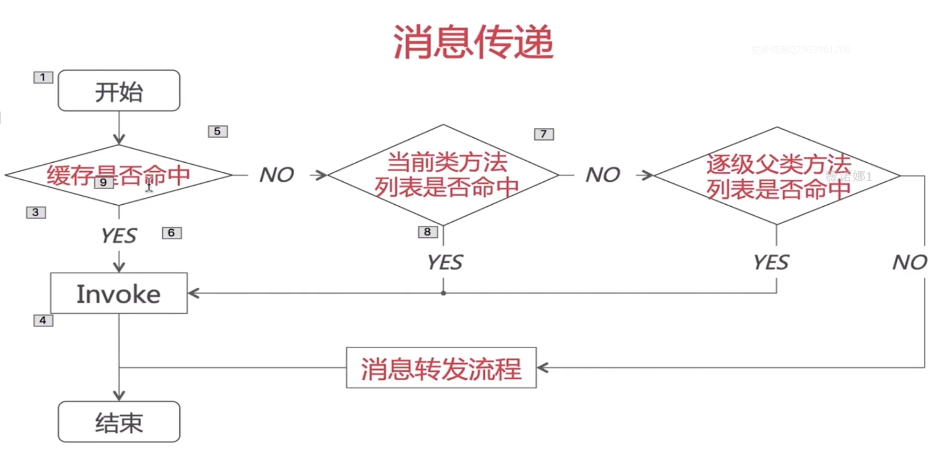 消息传递
1
开始
5
7
缓存是否命中
9
NO
当前类方法
列表是否命中
NO
逐级父类方法
列表是否命中
3
YES
6
8
YES
YES
NO
Invoke
4
消息转发流程
结束